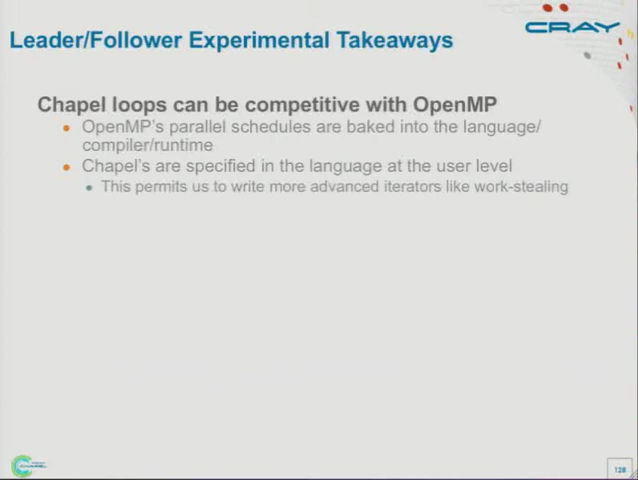 CRAY
Leader/Follower Experimental Takeaways
Chapel loops can be competitive with OpenMP
OpenMP's parallel schedules are baked into the language/
compiler/runtime
Chapel's are specified in the language at the user level
This permits us to write more advanced iterators like work-stealing
CHAPEL
128